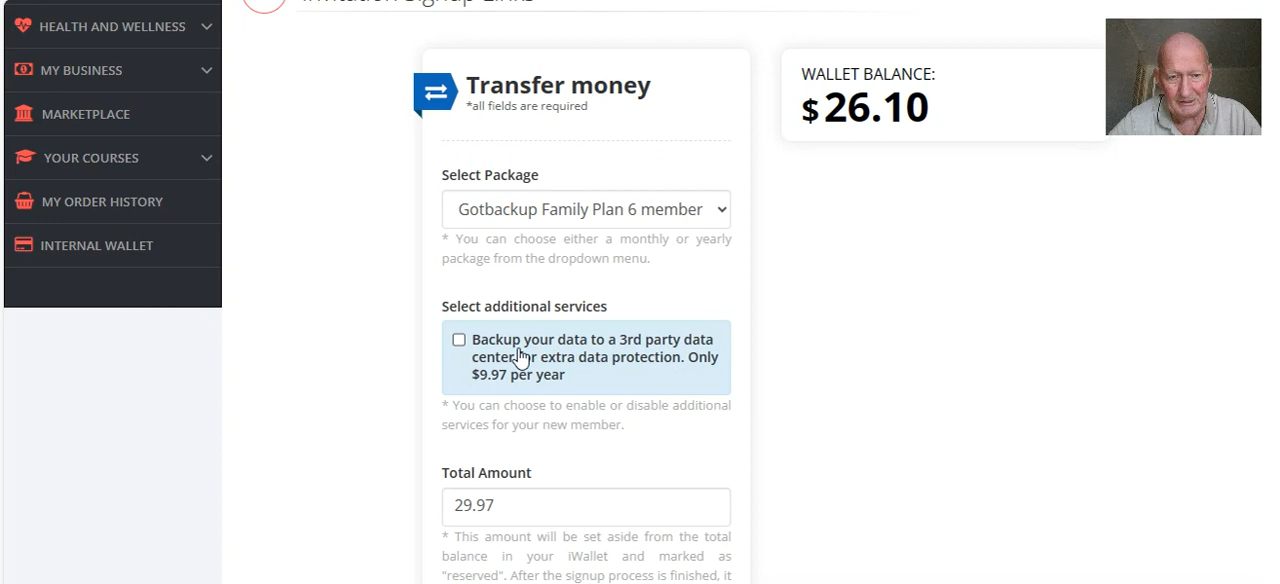 Invitation Signup Links
HEALTH AND WELLNESS
MY BUSINESS
MARKETPLACE
YOUR COURSES
MY ORDER HISTORY
INTERNAL WALLET
Transfer money
*all fields are required
Select Package
Gotbackup Family Plan 6 member
* You can choose either a monthly or yearly
package from the dropdown menu.
Select additional services
Backup your data to a 3rd party data
center or extra data protection. Only
$9.97 per year
* You can choose to enable or disable additional
services for your new member.
Total Amount
29.97
* This amount will be set aside from the total
balance in your iWallet and marked as
"reserved". After the signup process is finished, it
WALLET BALANCE:
$26.10